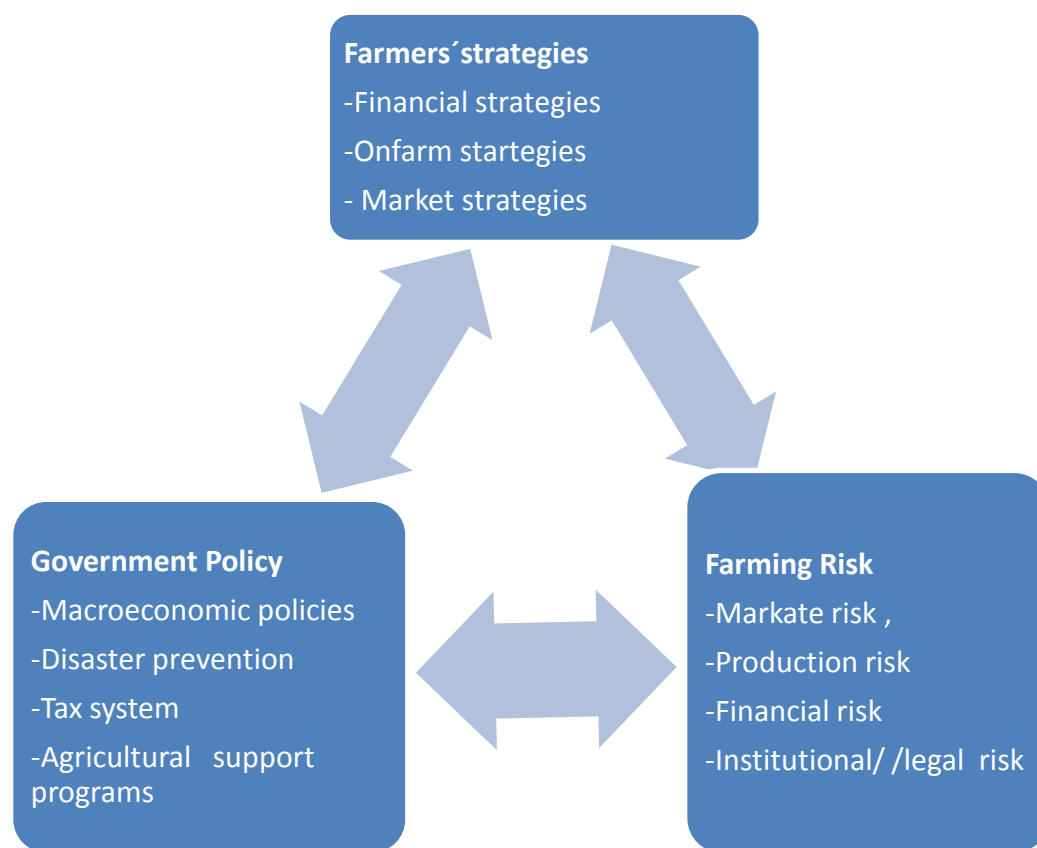 Farmers´strategies
-Financial strategies
-Onfarm startegies
- Market strategies
Government Policy
-Macroeconomic policies
-Disaster prevention
-Tax system
-Agricultural support
programs
Farming Risk
-Markate risk ,
-Production risk
-Financial risk
-Institutional/ /legal risk